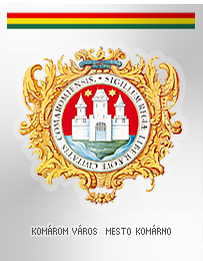 SIGILLUM REGIÆ LIBERÆQUE CIVITATIS COMAROMIENSIS.
KOMÁROM VÁROS MESTO KOMÁRNO